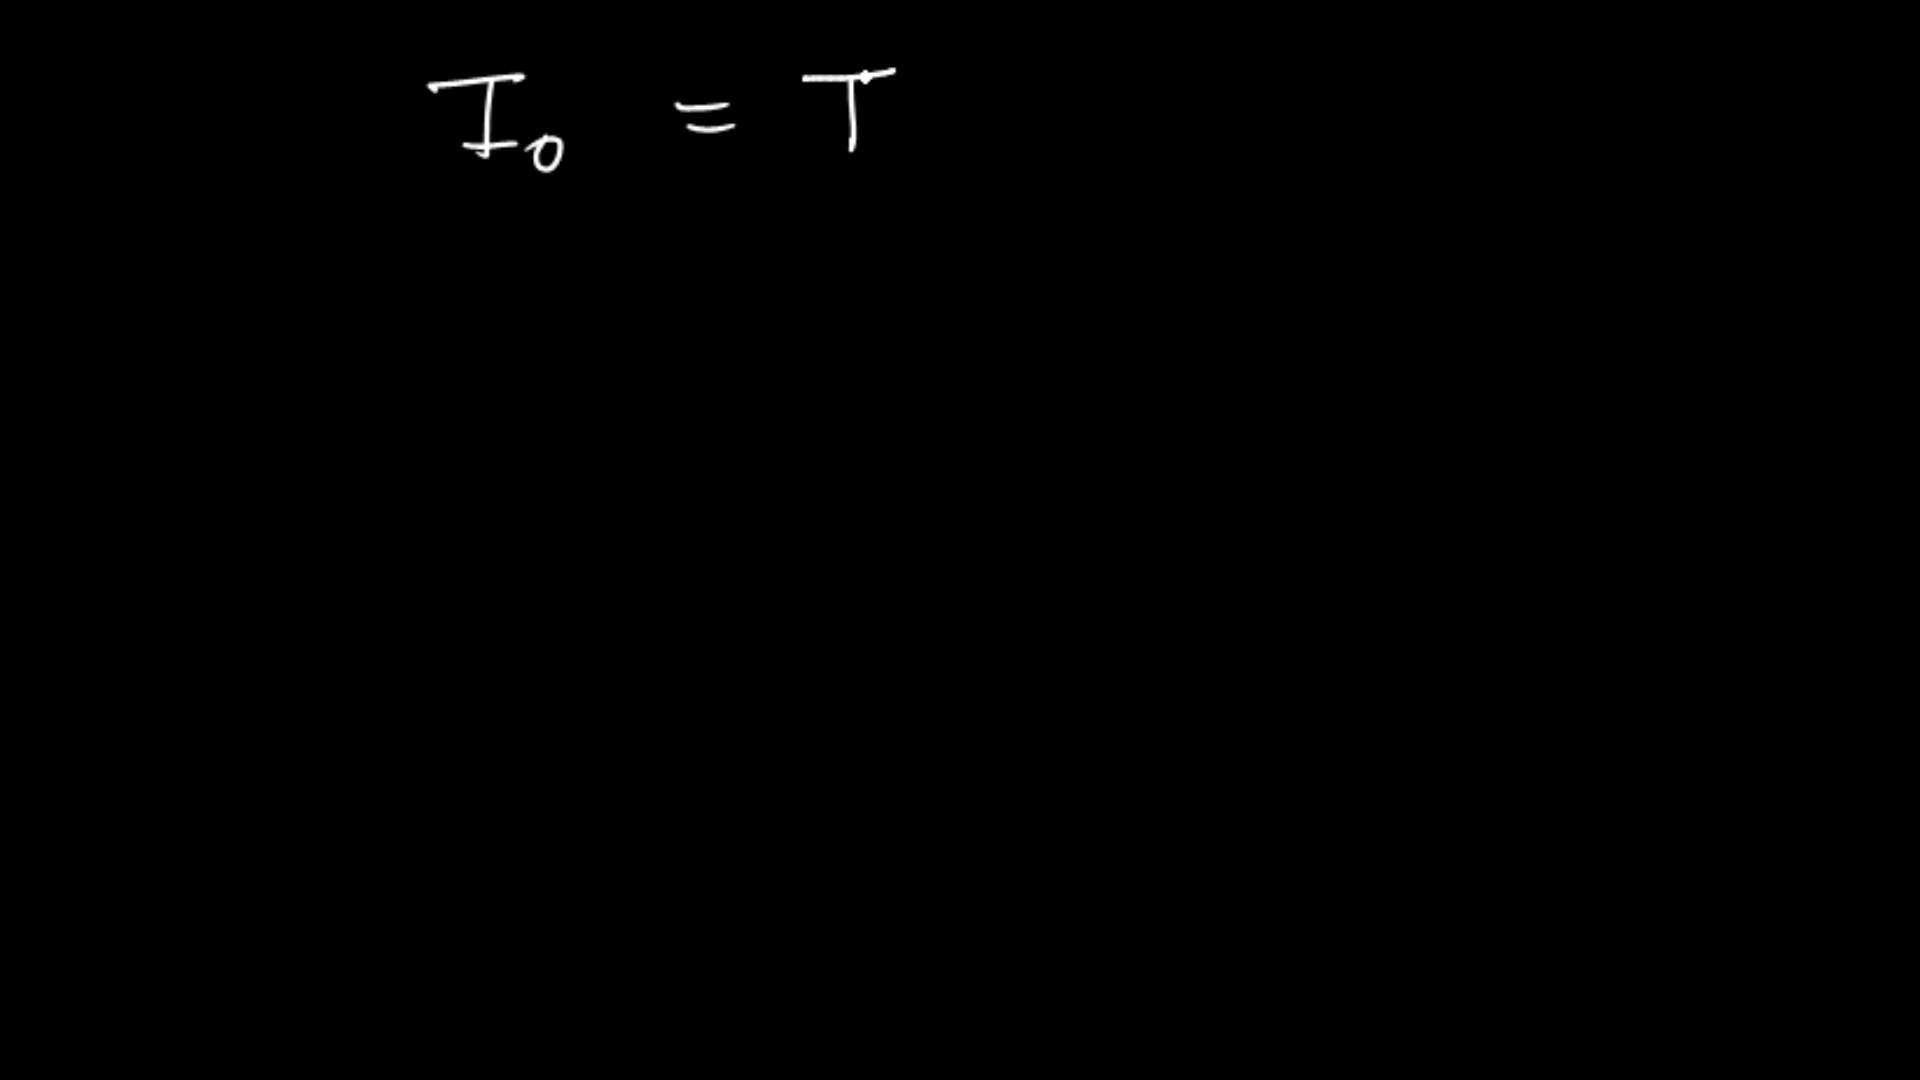 I₀ = T